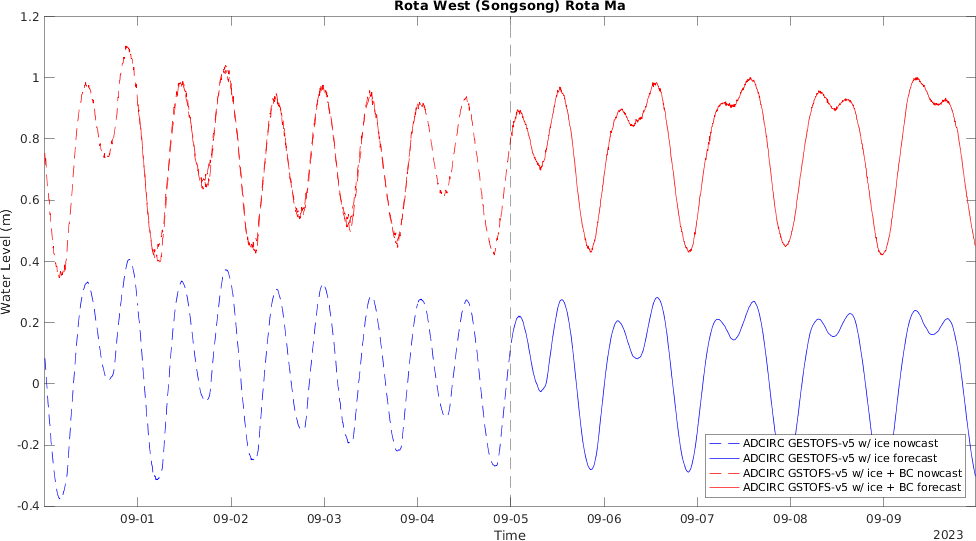 Rota West (Songsong) Rota Ma
1.2
1
0.8
0.6
0.4
0.2
0
-0.2
-0.4
Water Level (m)
ADCIRC GESTOFS-v5 w/ ice nowcast
ADCIRC GESTOFS-v5 w/ ice forecast
ADCIRC GSTOFS-v5 w/ ice + BC nowcast
ADCIRC GSTOFS-v5 w/ ice + BC forecast
09-01 09-02 09-03 09-04 09-05 09-06 09-07 09-08 09-09
Time
2023